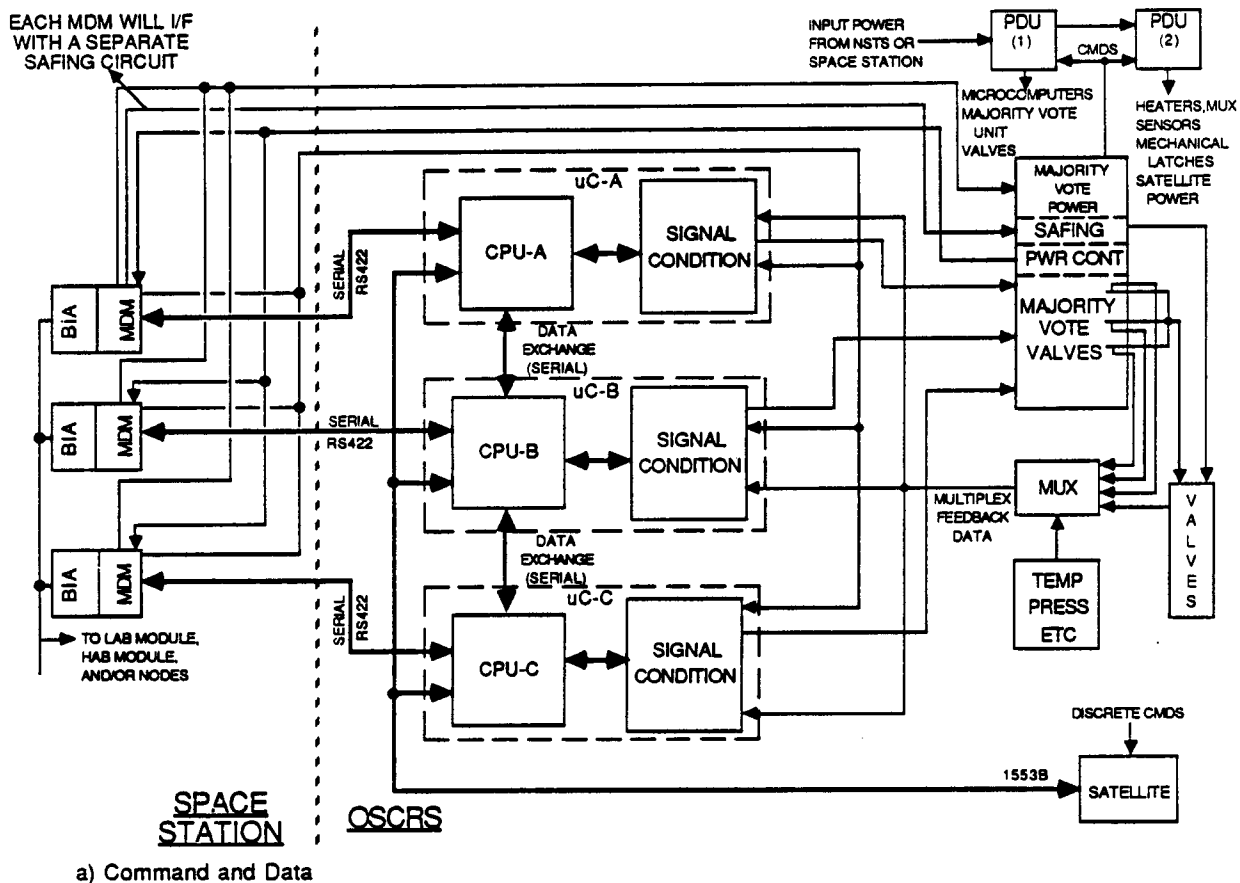 EACH MDM WILL I/F
WITH A SEPARATE
SAFING CIRCUIT
INPUT POWER
FROM NSTS OR
SPACE STATION
PDU
(1)
PDU
(2)
CMDS
MICROCOMPUTERS
MAJORITY VOTE
UNIT
VALVES
HEATERS, MUX
SENSORS
MECHANICAL
LATCHES
SATELLITE
POWER
MAJORITY
VOTE
POWER
SAFING
PWR CONT
MAJORITY
VOTE
VALVES
uC-A
CPU-A
SIGNAL
CONDITION
SERIAL
RS422
BIA
MDM
DATA
EXCHANGE
(SERIAL)
uC-B
CPU-B
SIGNAL
CONDITION
SERIAL
RS422
BIA
MDM
MUX
MULTIPLEX
FEEDBACK
DATA
VALVES
TEMP
PRESS
ETC
DATA
EXCHANGE
(SERIAL)
uC-C
CPU-C
SIGNAL
CONDITION
SERIAL
RS422
BIA
MDM
TO LAB MODULE,
HAB MODULE,
AND/OR NODES
DISCRETE CMDS
1553B
SATELLITE
SPACE
STATION
OSCRS
a) Command and Data